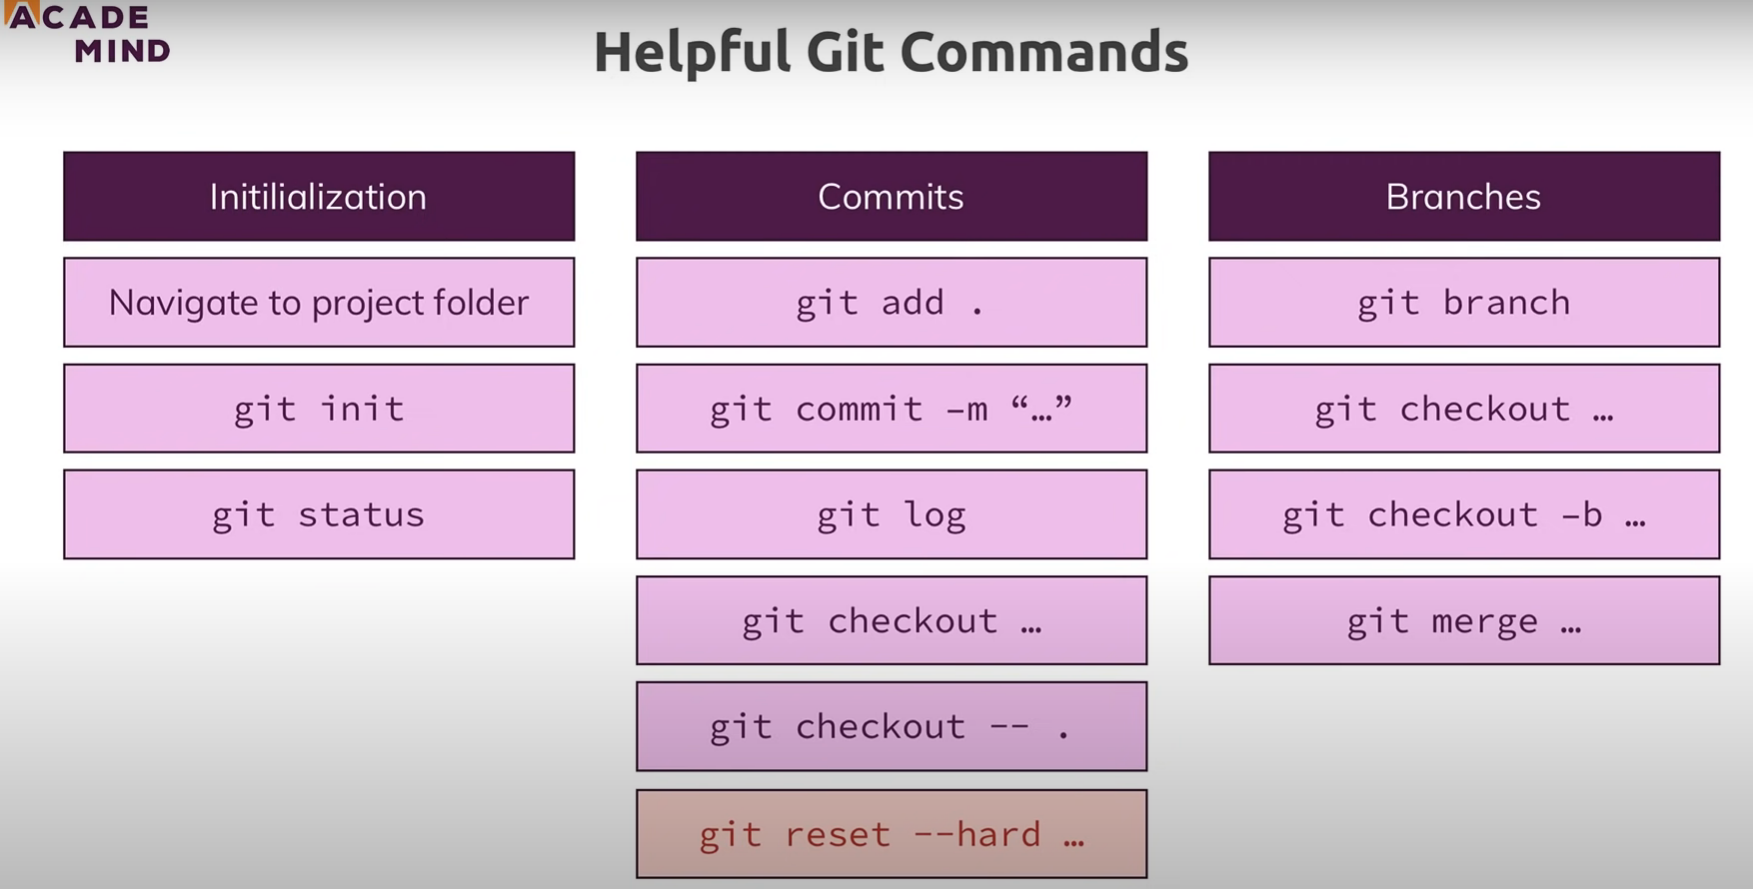 ACADE
MIND
Helpful Git Commands
Initilialization
Navigate to project folder
git init
git status
Commits
git add .
git commit –m “…”
git log
git checkout …
git checkout -- .
git reset --hard …
Branches
git branch
git checkout …
git checkout –b …
git merge …